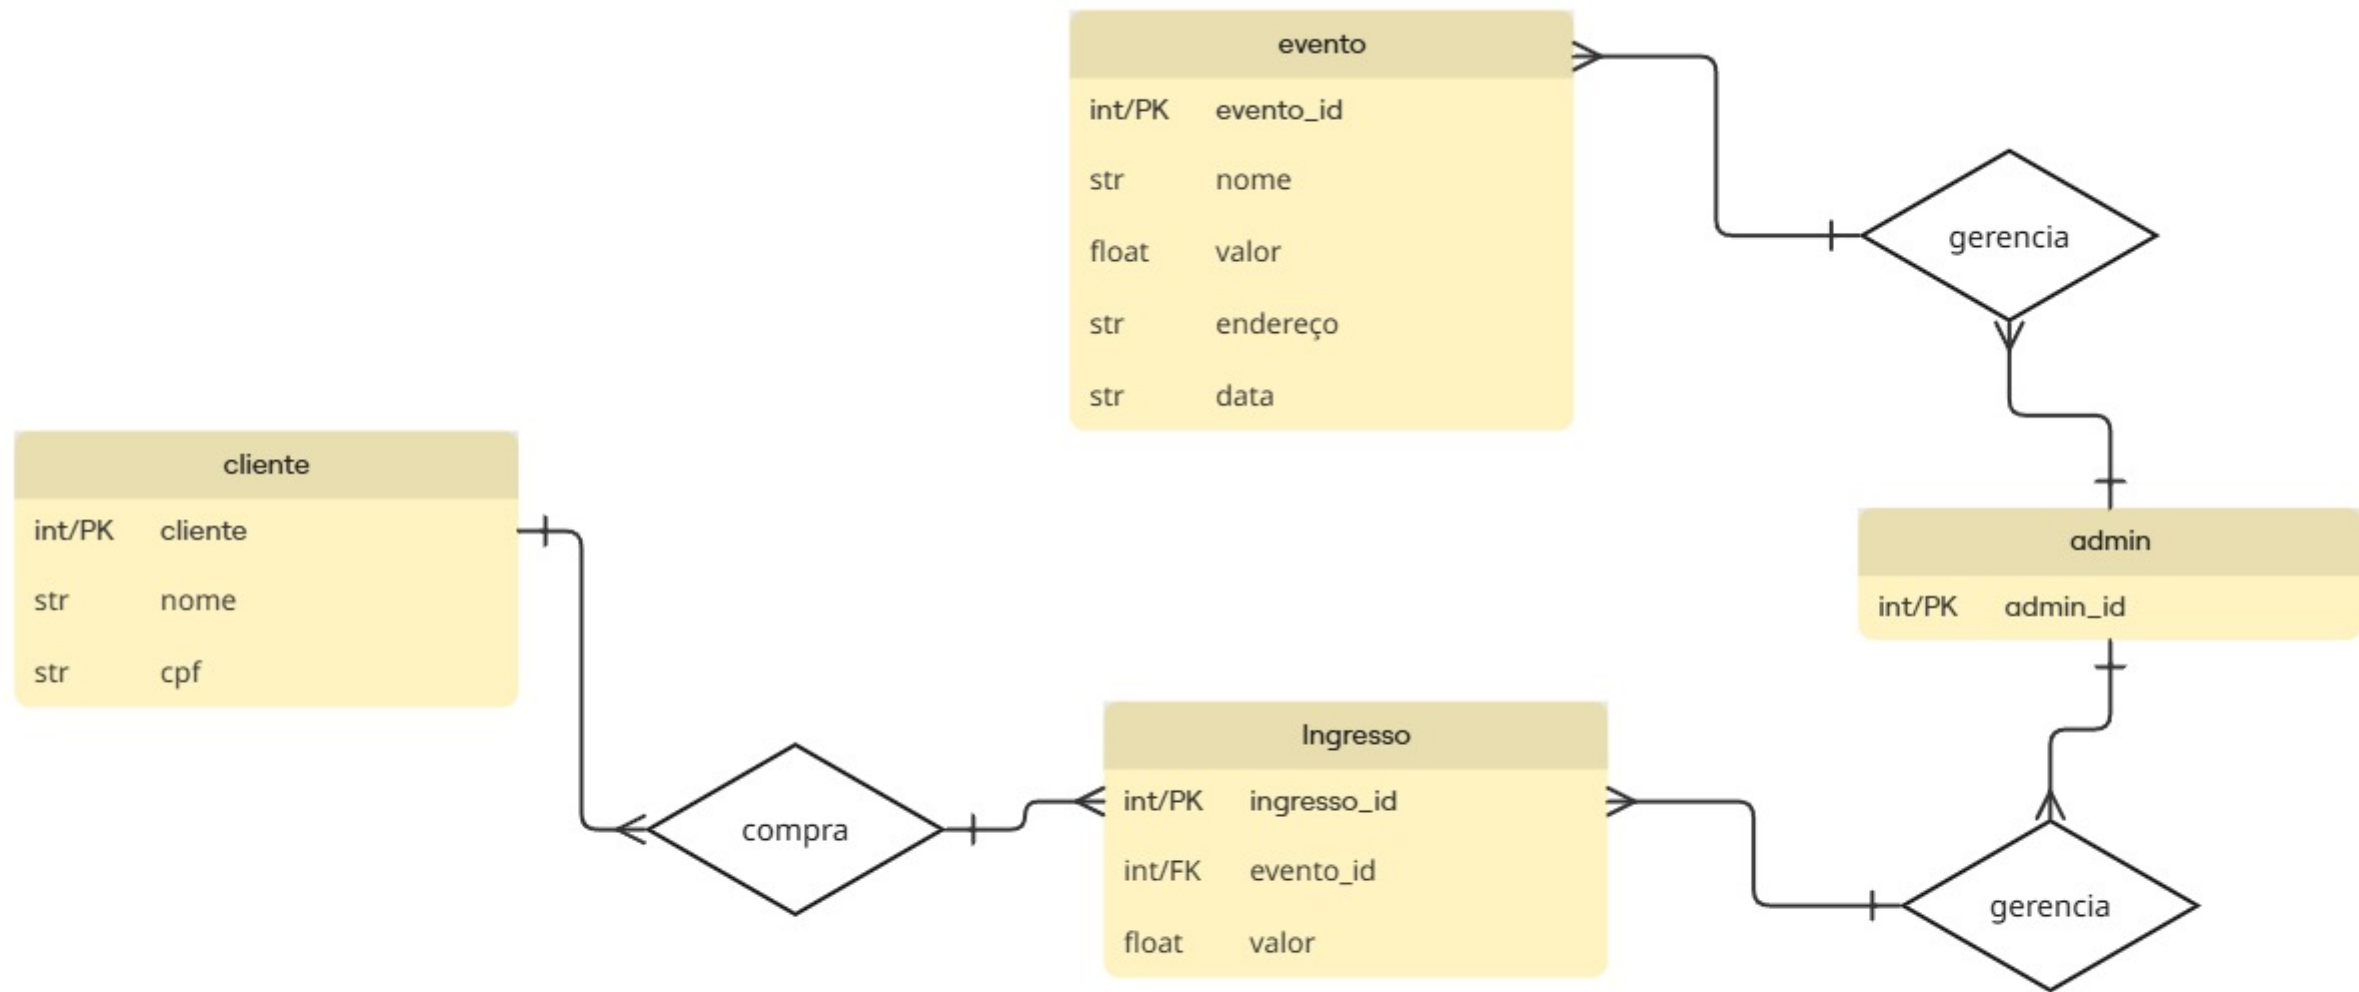 evento
int/PK evento_id
str nome
float valor
str endereço
str data
gerencia
cliente
int/PK cliente
str nome
str cpf
admin
int/PK admin_id
compra
Ingresso
int/PK ingresso_id
int/FK evento_id
float valor
gerencia